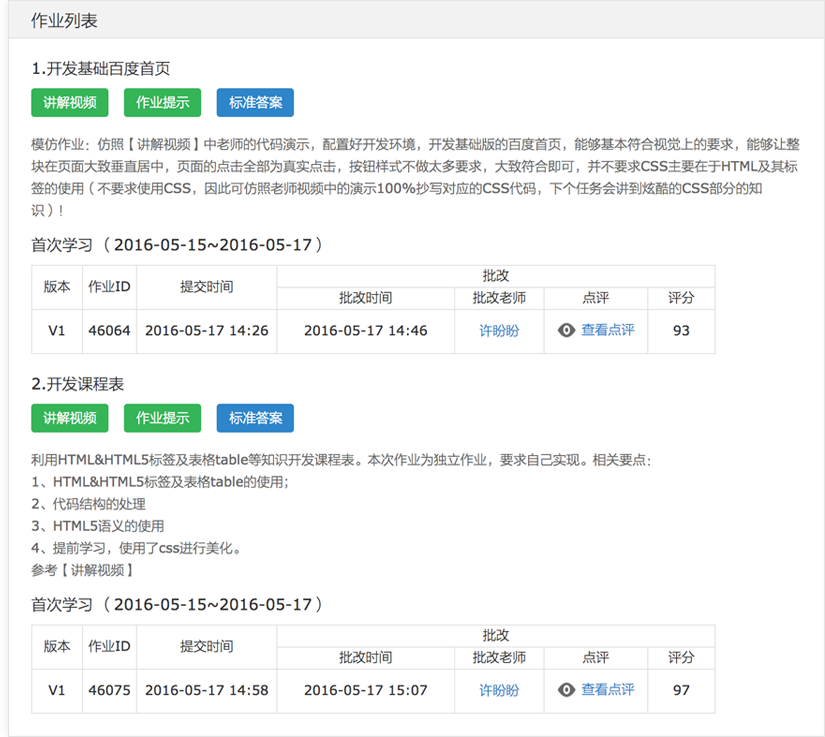 作业列表
1.开发基础百度首页
讲解视频 作业提示 标准答案
模仿作业：仿照【讲解视频】中老师的代码演示，配置好开发环境，开发基础版的百度首页，能够基本符合视觉上的要求，能够让整
块在页面大致垂直居中，页面的点击全部为真实点击，按钮样式不做太多要求，大致符合即可，并不要求CSS主要在于HTML及其标
签的使用（不要求使用CSS，因此可仿照老师视频中的演示100%抄写对应的CSS代码，下个任务会讲到炫酷的CSS部分的知
识）！
首次学习（2016-05-15~2016-05-17）
版本 作业ID 提交时间 批改
批改时间 批改老师 点评 评分
V1 46064 2016-05-17 14:26 2016-05-17 14:46 许盼盼 查看点评 93
2.开发课程表
讲解视频 作业提示 标准答案
利用HTML&HTML5标签及表格table等知识开发课程表。本次作业为独立作业，要求自己实现。相关要点：
1、HTML&HTML5标签及表格table的使用；
2、代码结构的处理
3、HTML5语义的使用
4、提前学习，使用了css进行美化。
参考【讲解视频】
首次学习（2016-05-15~2016-05-17）
版本 作业ID 提交时间 批改
批改时间 批改老师 点评 评分
V1 46075 2016-05-17 14:58 2016-05-17 15:07 许盼盼 查看点评 97